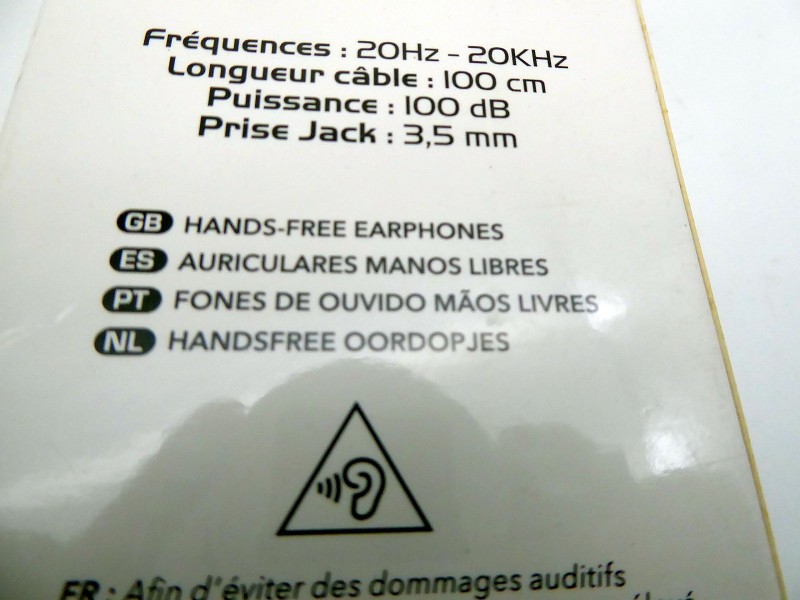 Fréquences : 20Hz - 20KHz
Longueur câble : 100 cm
Puissance : 100 dB
Prise Jack : 3,5 mm
GB HANDS-FREE EARPHONES
ES AURICULARES MANOS LIBRES
PT FONES DE OUVIDO MÃOS LIVRES
NL HANDSFREE OORDOPJES
FR : Afin d'éviter des dommages auditifs